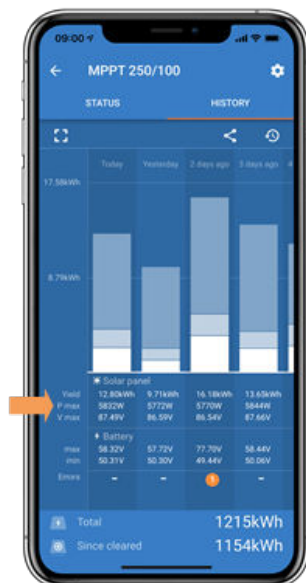 09:00
MPPT 250/100
STATUS HISTORY
Today Yesterday 2 days ago 3 days ago 4
17.58kWh
8.79kWh
Solar panel
Yield 12.80kWh 9.71kWh 16.18kWh 13.65kWh
P max 5832W 5772W 5770W 5844W
V max 87.49V 86.59V 86.54V 87.66V
Battery
max 58.32V 57.72V 77.70V 58.44V
min 50.31V 50.30V 49.44V 50.06V
Errors – – 1 –
Total 1215kWh
Since cleared 1154kWh